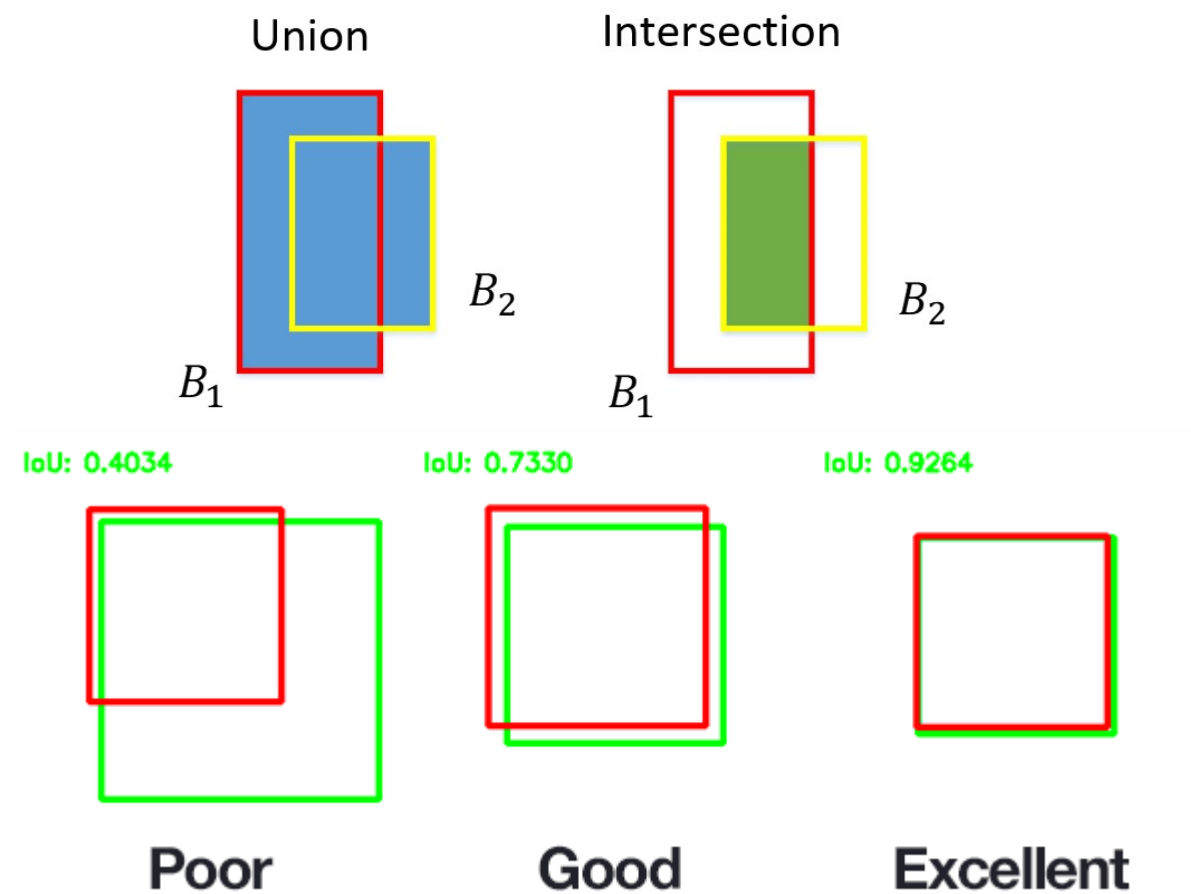 Union
Intersection
B₂
B₂
B₁
B₁
IoU: 0.4034
IoU: 0.7330
IoU: 0.9264
Poor
Good
Excellent